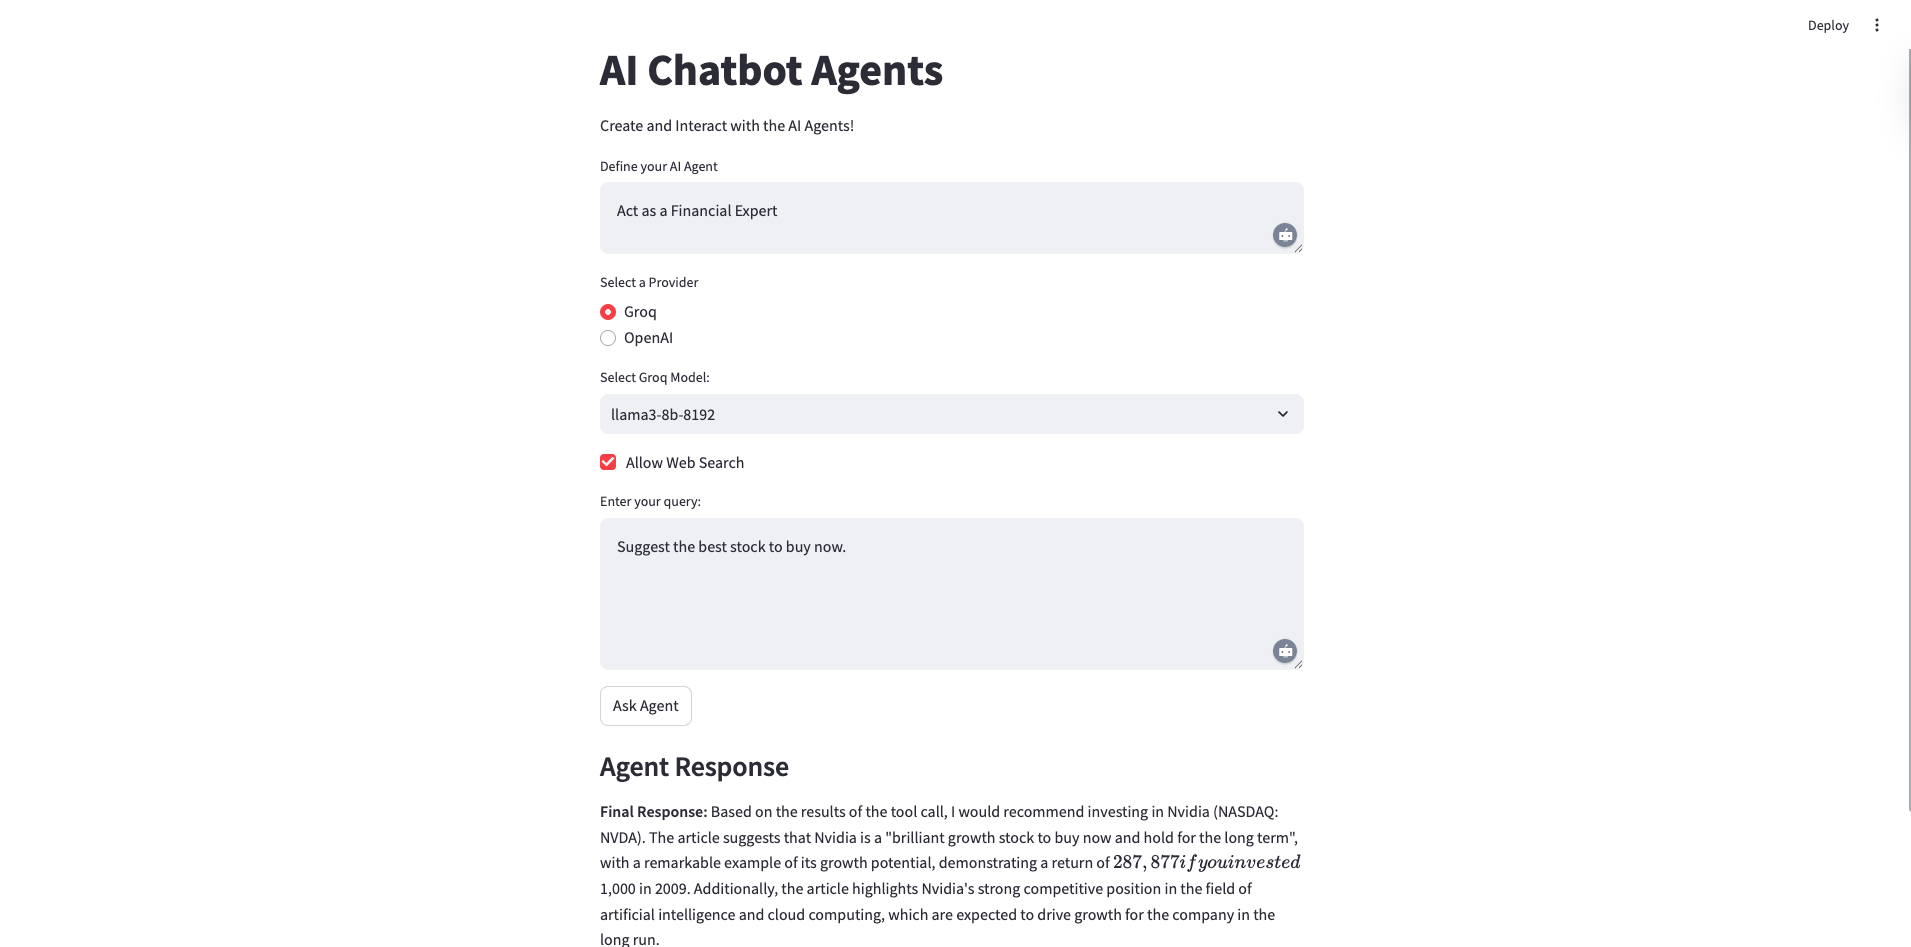 Deploy
AI Chatbot Agents
Create and Interact with the AI Agents!
Define your AI Agent
Act as a Financial Expert
Select a Provider
Groq
OpenAI
Select Groq Model:
llama3-8b-8192
Allow Web Search
Enter your query:
Suggest the best stock to buy now.
Ask Agent
Agent Response
Final Response: Based on the results of the tool call, I would recommend investing in Nvidia (NASDAQ:
NVDA). The article suggests that Nvidia is a "brilliant growth stock to buy now and hold for the long term",
with a remarkable example of its growth potential, demonstrating a return of 287, 877ifyouinvested
1,000 in 2009. Additionally, the article highlights Nvidia's strong competitive position in the field of
artificial intelligence and cloud computing, which are expected to drive growth for the company in the
long run.